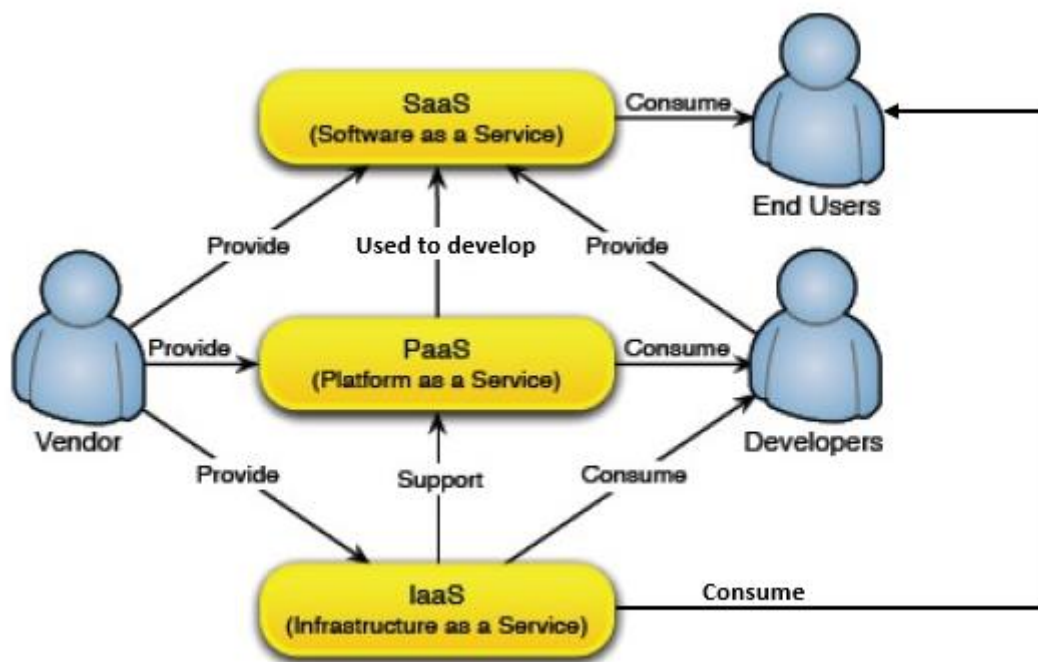 SaaS
(Software as a Service)
Consume
End Users
Provide
Used to develop
Provide
Vendor
Provide
PaaS
(Platform as a Service)
Consume
Developers
Provide
Support
Consume
IaaS
(Infrastructure as a Service)
Consume